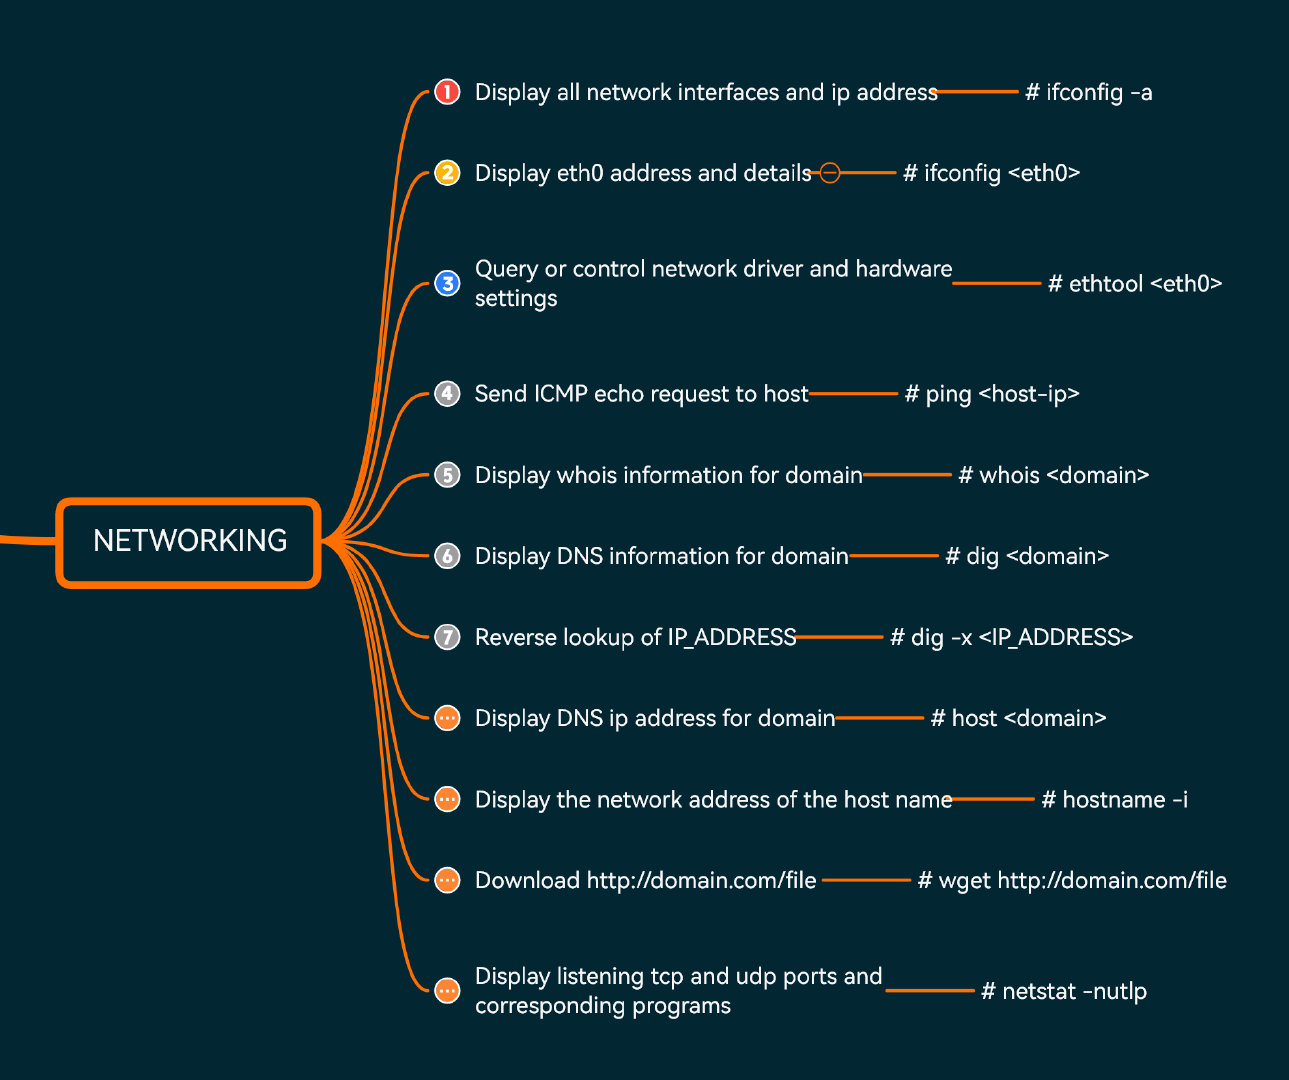 1 Display all network interfaces and ip address # ifconfig -a
2 Display eth0 address and details # ifconfig <eth0>
3 Query or control network driver and hardware
settings # ethtool <eth0>
4 Send ICMP echo request to host # ping <host-ip>
5 Display whois information for domain # whois <domain>
NETWORKING
6 Display DNS information for domain # dig <domain>
7 Reverse lookup of IP_ADDRESS # dig -x <IP_ADDRESS>
... Display DNS ip address for domain # host <domain>
... Display the network address of the host name # hostname -i
... Download http://domain.com/file # wget http://domain.com/file
... Display listening tcp and udp ports and
corresponding programs # netstat -nutlp